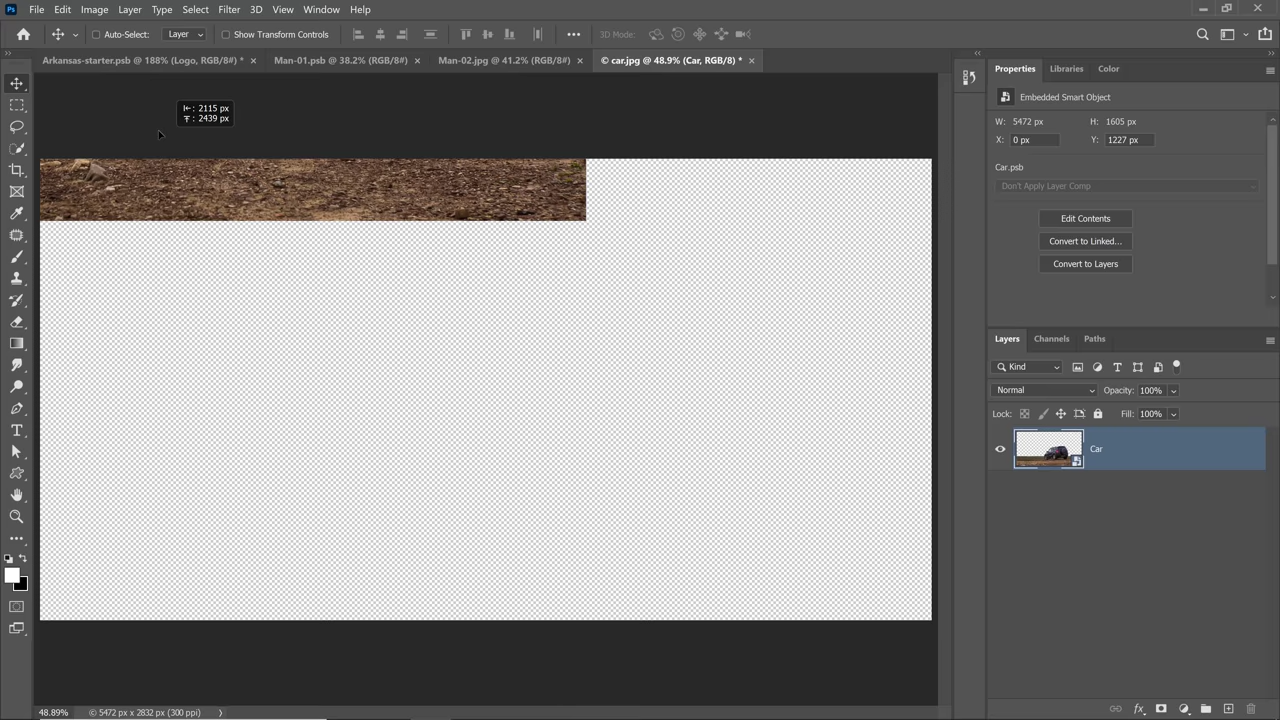 Ps File Edit Image Layer Type Select Filter 3D View Window Help
Auto-Select: Layer Show Transform Controls 3D Mode:
Arkansas-starter.psb @ 188% (Logo, RGB/8#) * Man-01.psb @ 38.2% (RGB/8#) Man-02.jpg @ 41.2% (RGB/8#) © car.jpg @ 48.9% (Car, RGB/8) *
Properties Libraries Color
Embedded Smart Object
W: 5472 px H: 1605 px
X: 0 px Y: 1227 px
Car.psb
Don't Apply Layer Comp
Edit Contents
Convert to Linked...
Convert to Layers
: 2115 px
: 2439 px
Layers Channels Paths
Kind
Normal Opacity: 100%
Lock: Fill: 100%
Car
48.89% © 5472 px x 2832 px (300 ppi)